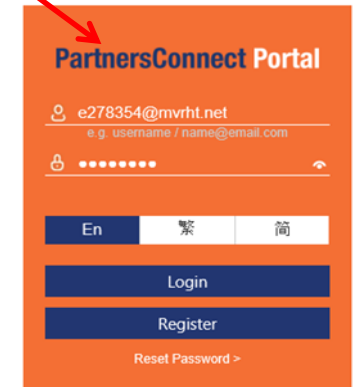 PartnersConnect Portal
e278354@mvrht.net
e.g. username / name@email.com
En 繁 简
Login
Register
Reset Password >